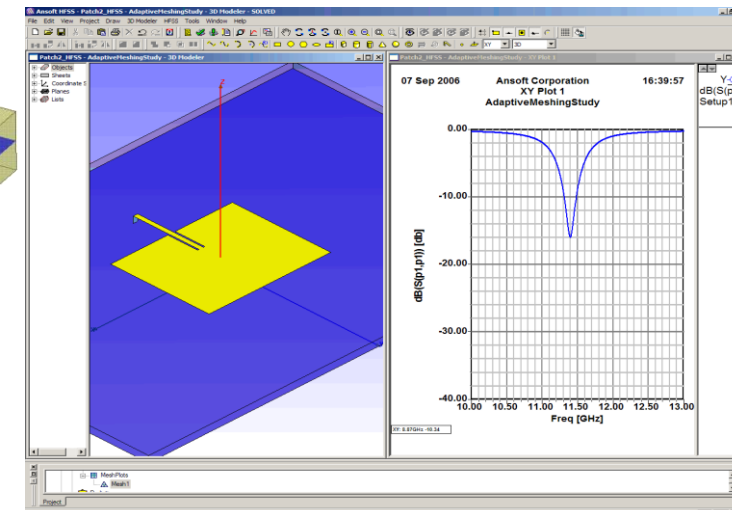 Ansoft HFSS - Patch2_HFSS - AdaptiveMeshingStudy - 3D Modeler - SOLVED
File Edit View Project Draw 3D Modeler HFSS Tools Window Help
XY 3D
Patch2_HFSS - AdaptiveMeshingStudy - 3D Modeler
Objects
Sheets
Coordinate S
Planes
Lists
Z
Patch2_HFSS - AdaptiveMeshingStudy - XY Plot 1
07 Sep 2006 Ansoft Corporation 16:39:57
XY Plot 1
AdaptiveMeshingStudy
Y-
dB(S(p
Setup1
0.00
-10.00
-20.00
-30.00
-40.00
dB(S(p1,p1)) [db]
10.00 10.50 11.00 11.50 12.00 12.50 13.00
Freq [GHz]
MeshPlots
Mesh1
Project